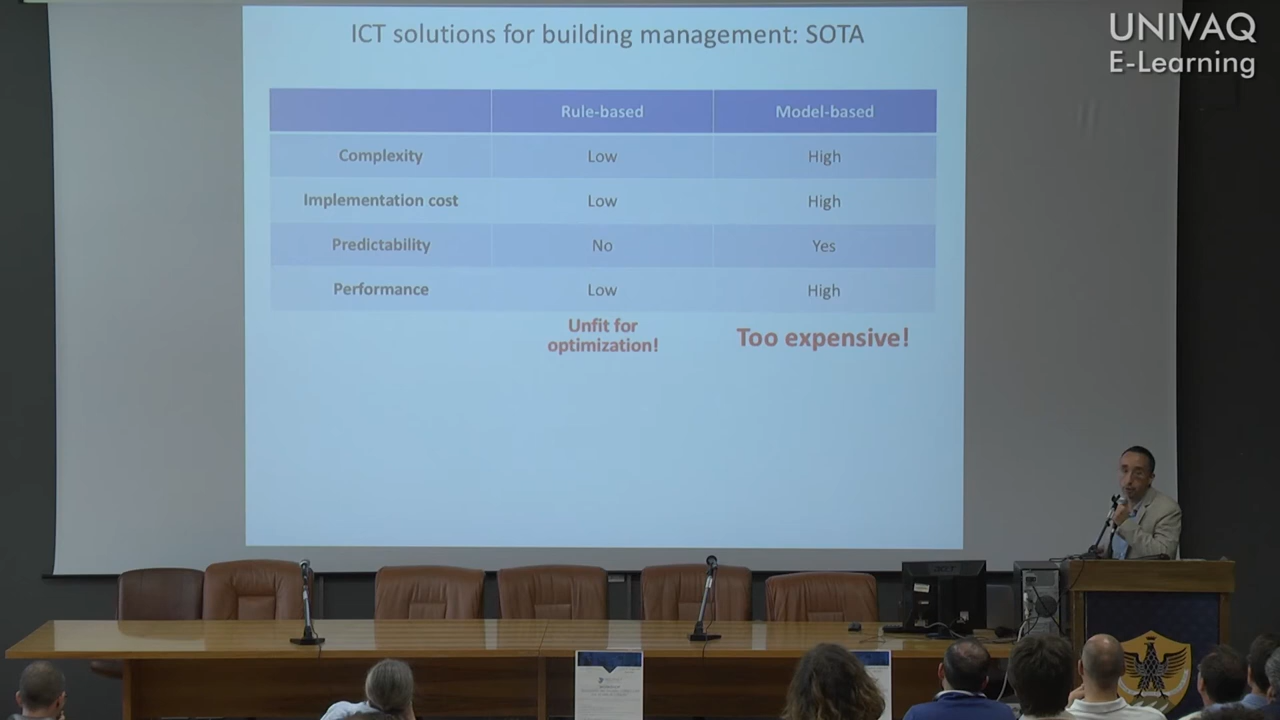 ICT solutions for building management: SOTA
UNIVAQ
E-Learning
Rule-based Model-based
Complexity Low High
Implementation cost Low High
Predictability No Yes
Performance Low High
Unfit for
optimization!
Too expensive!
acer